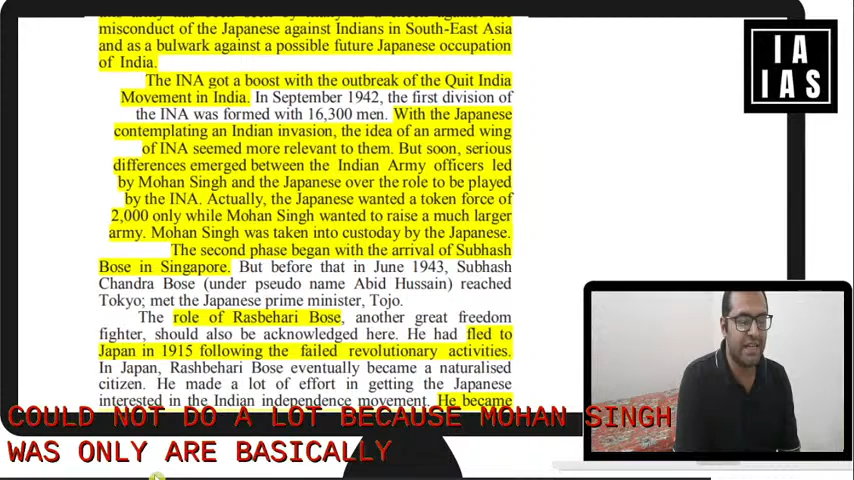 misconduct of the Japanese against Indians in South-East Asia
and as a bulwark against a possible future Japanese occupation
of India.
The INA got a boost with the outbreak of the Quit India
Movement in India. In September 1942, the first division of
the INA was formed with 16,300 men. With the Japanese
contemplating an Indian invasion, the idea of an armed wing
of INA seemed more relevant to them. But soon, serious
differences emerged between the Indian Army officers led
by Mohan Singh and the Japanese over the role to be played
by the INA. Actually, the Japanese wanted a token force of
2,000 only while Mohan Singh wanted to raise a much larger
army. Mohan Singh was taken into custody by the Japanese.
The second phase began with the arrival of Subhash
Bose in Singapore. But before that in June 1943, Subhash
Chandra Bose (under pseudo name Abid Hussain) reached
Tokyo; met the Japanese prime minister, Tojo.
The role of Rasbehari Bose, another great freedom
fighter, should also be acknowledged here. He had fled to
Japan in 1915 following the failed revolutionary activities.
In Japan, Rashbehari Bose eventually became a naturalised
citizen. He made a lot of effort in getting the Japanese
interested in the Indian independence movement. He became
IA
IAS
COULD NOT DO A LOT BECAUSE MOHAN SINGH
WAS ONLY ARE BASICALLY